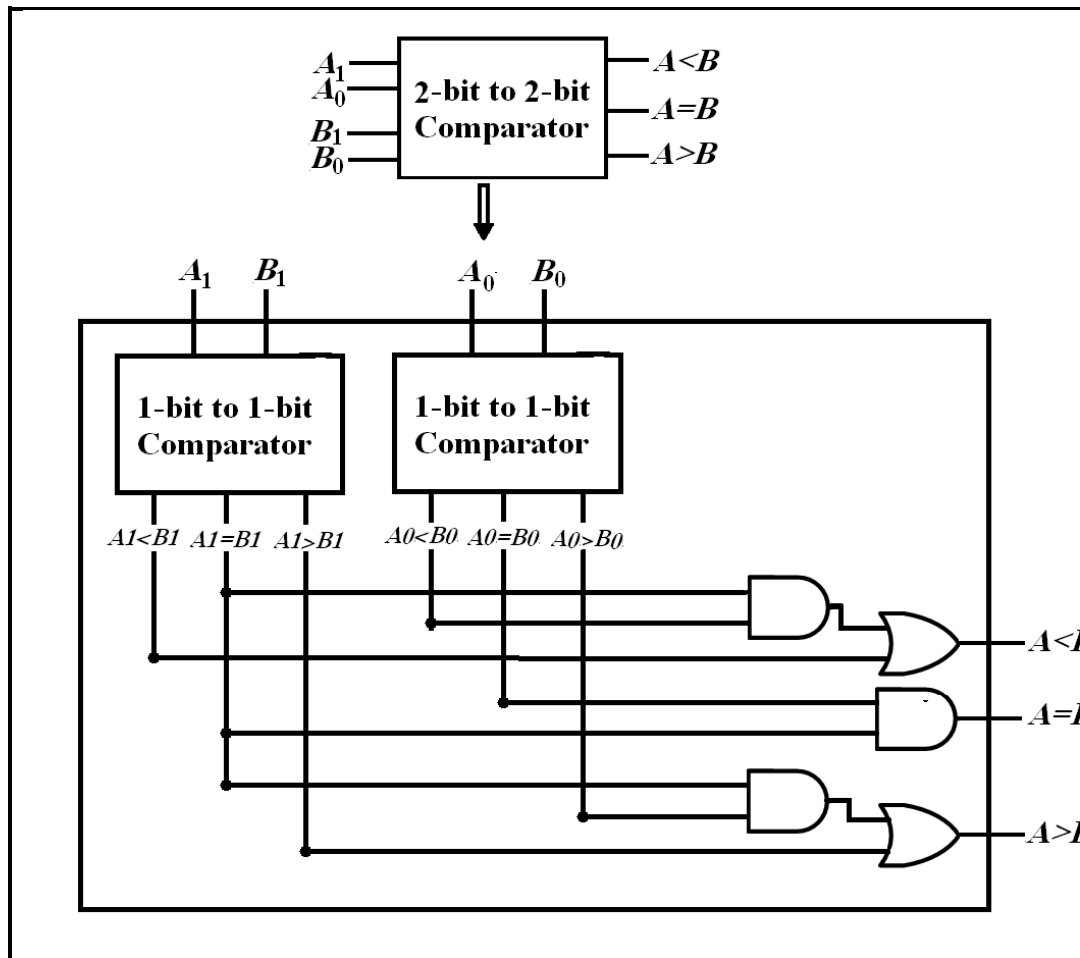 A₁
A₀
B₁
B₀
2-bit to 2-bit
Comparator
A<B
A=B
A>B
A₁ B₁ A₀ B₀
1-bit to 1-bit
Comparator
1-bit to 1-bit
Comparator
A1<B1 A1=B1 A1>B1 A0<B0 A0=B0 A0>B0
A<
A=
A>